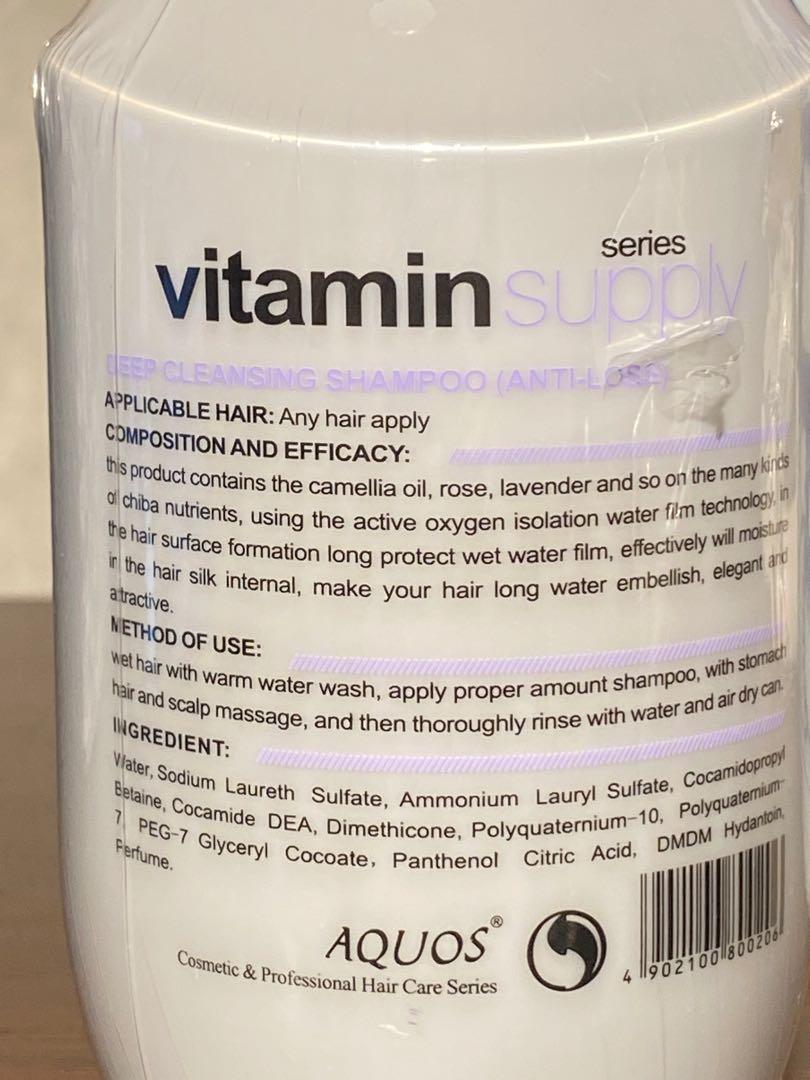 series
vitamin supply
DEEP CLEANSING SHAMPOO (ANTI-LOSE)
APPLICABLE HAIR: Any hair apply
COMPOSITION AND EFFICACY:
this product contains the camellia oil, rose, lavender and so on the many kinds
of chiba nutrients, using the active oxygen isolation water film technology, in
the hair surface formation long protect wet water film, effectively will moisture
in the hair silk internal, make your hair long water embellish, elegant and
attractive.
METHOD OF USE:
wet hair with warm water wash, apply proper amount shampoo, with stomach
hair and scalp massage, and then thoroughly rinse with water and air dry can.
INGREDIENT:
Water, Sodium Laureth Sulfate, Ammonium Lauryl Sulfate, Cocamidopropyl
Betaine, Cocamide DEA, Dimethicone, Polyquaternium-10, Polyquaternium-
7, PEG-7 Glyceryl Cocoate, Panthenol Citric Acid, DMDM Hydantoin,
Perfume.
AQUOS®
Cosmetic & Professional Hair Care Series
4 902100 800206